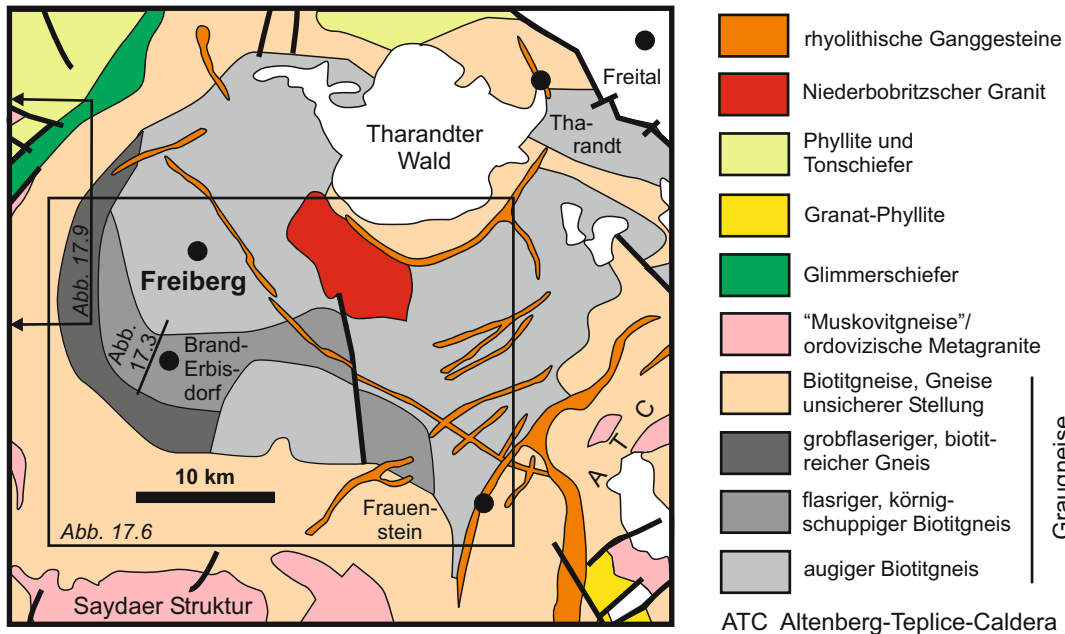 Freital
Tharandter
Wald
Tha-
randt
Abb. 17.9
Freiberg
Abb.
17.3
Brand-
Erbis-
dorf
A T C
10 km
Frauen-
stein
Abb. 17.6
Saydaer Struktur
rhyolithische Ganggesteine
Niederbobritzscher Granit
Phyllite und
Tonschiefer
Granat-Phyllite
Glimmerschiefer
“Muskovitgneise”/
ordovizische Metagranite
Biotitgneise, Gneise
unsicherer Stellung
grobflaseriger, biotit-
reicher Gneis
flasriger, körnig-
schuppiger Biotitgneis
augiger Biotitgneis
Graugneise
ATC Altenberg-Teplice-Caldera